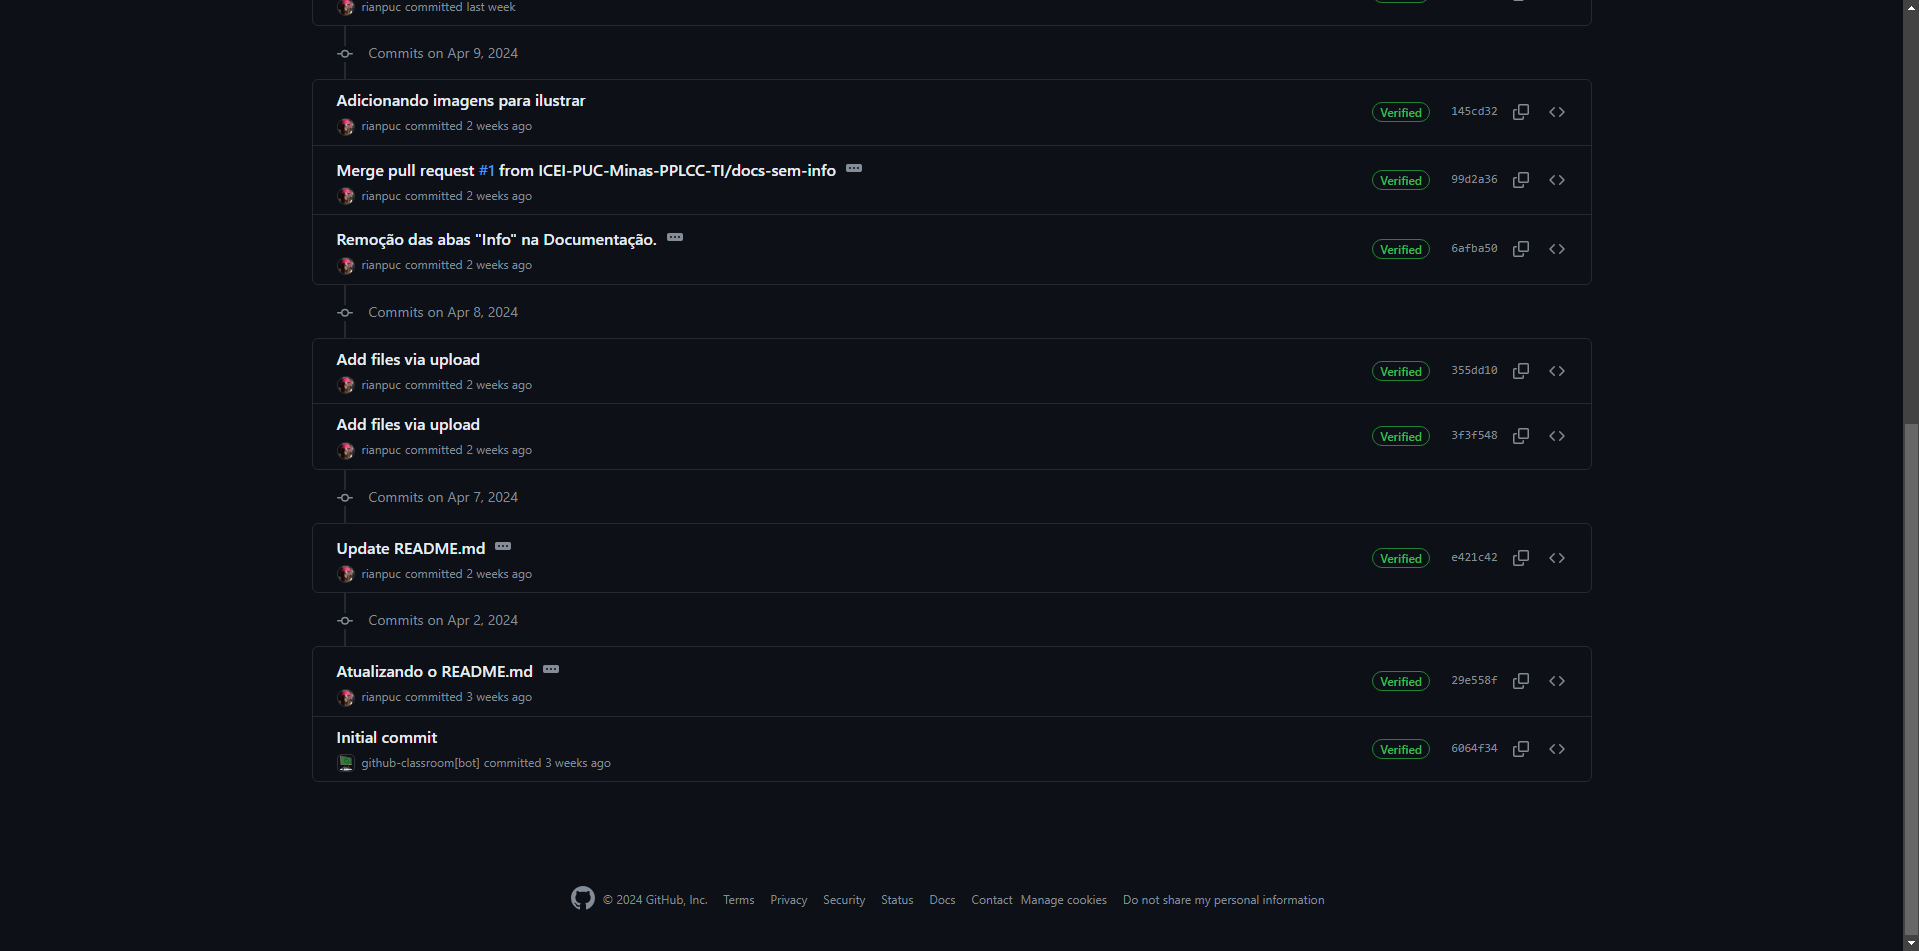 rianpuc committed last week
Commits on Apr 9, 2024
Adicionando imagens para ilustrar
rianpuc committed 2 weeks ago
Verified 145cd32
Merge pull request #1 from ICEI-PUC-Minas-PPLCC-TI/docs-sem-info
rianpuc committed 2 weeks ago
Verified 99d2a36
Remoção das abas "Info" na Documentação.
rianpuc committed 2 weeks ago
Verified 6afba50
Commits on Apr 8, 2024
Add files via upload
rianpuc committed 2 weeks ago
Verified 355dd10
Add files via upload
rianpuc committed 2 weeks ago
Verified 3f3f548
Commits on Apr 7, 2024
Update README.md
rianpuc committed 2 weeks ago
Verified e421c42
Commits on Apr 2, 2024
Atualizando o README.md
rianpuc committed 3 weeks ago
Verified 29e558f
Initial commit
github-classroom[bot] committed 3 weeks ago
Verified 6064f34
© 2024 GitHub, Inc. Terms Privacy Security Status Docs Contact Manage cookies Do not share my personal information